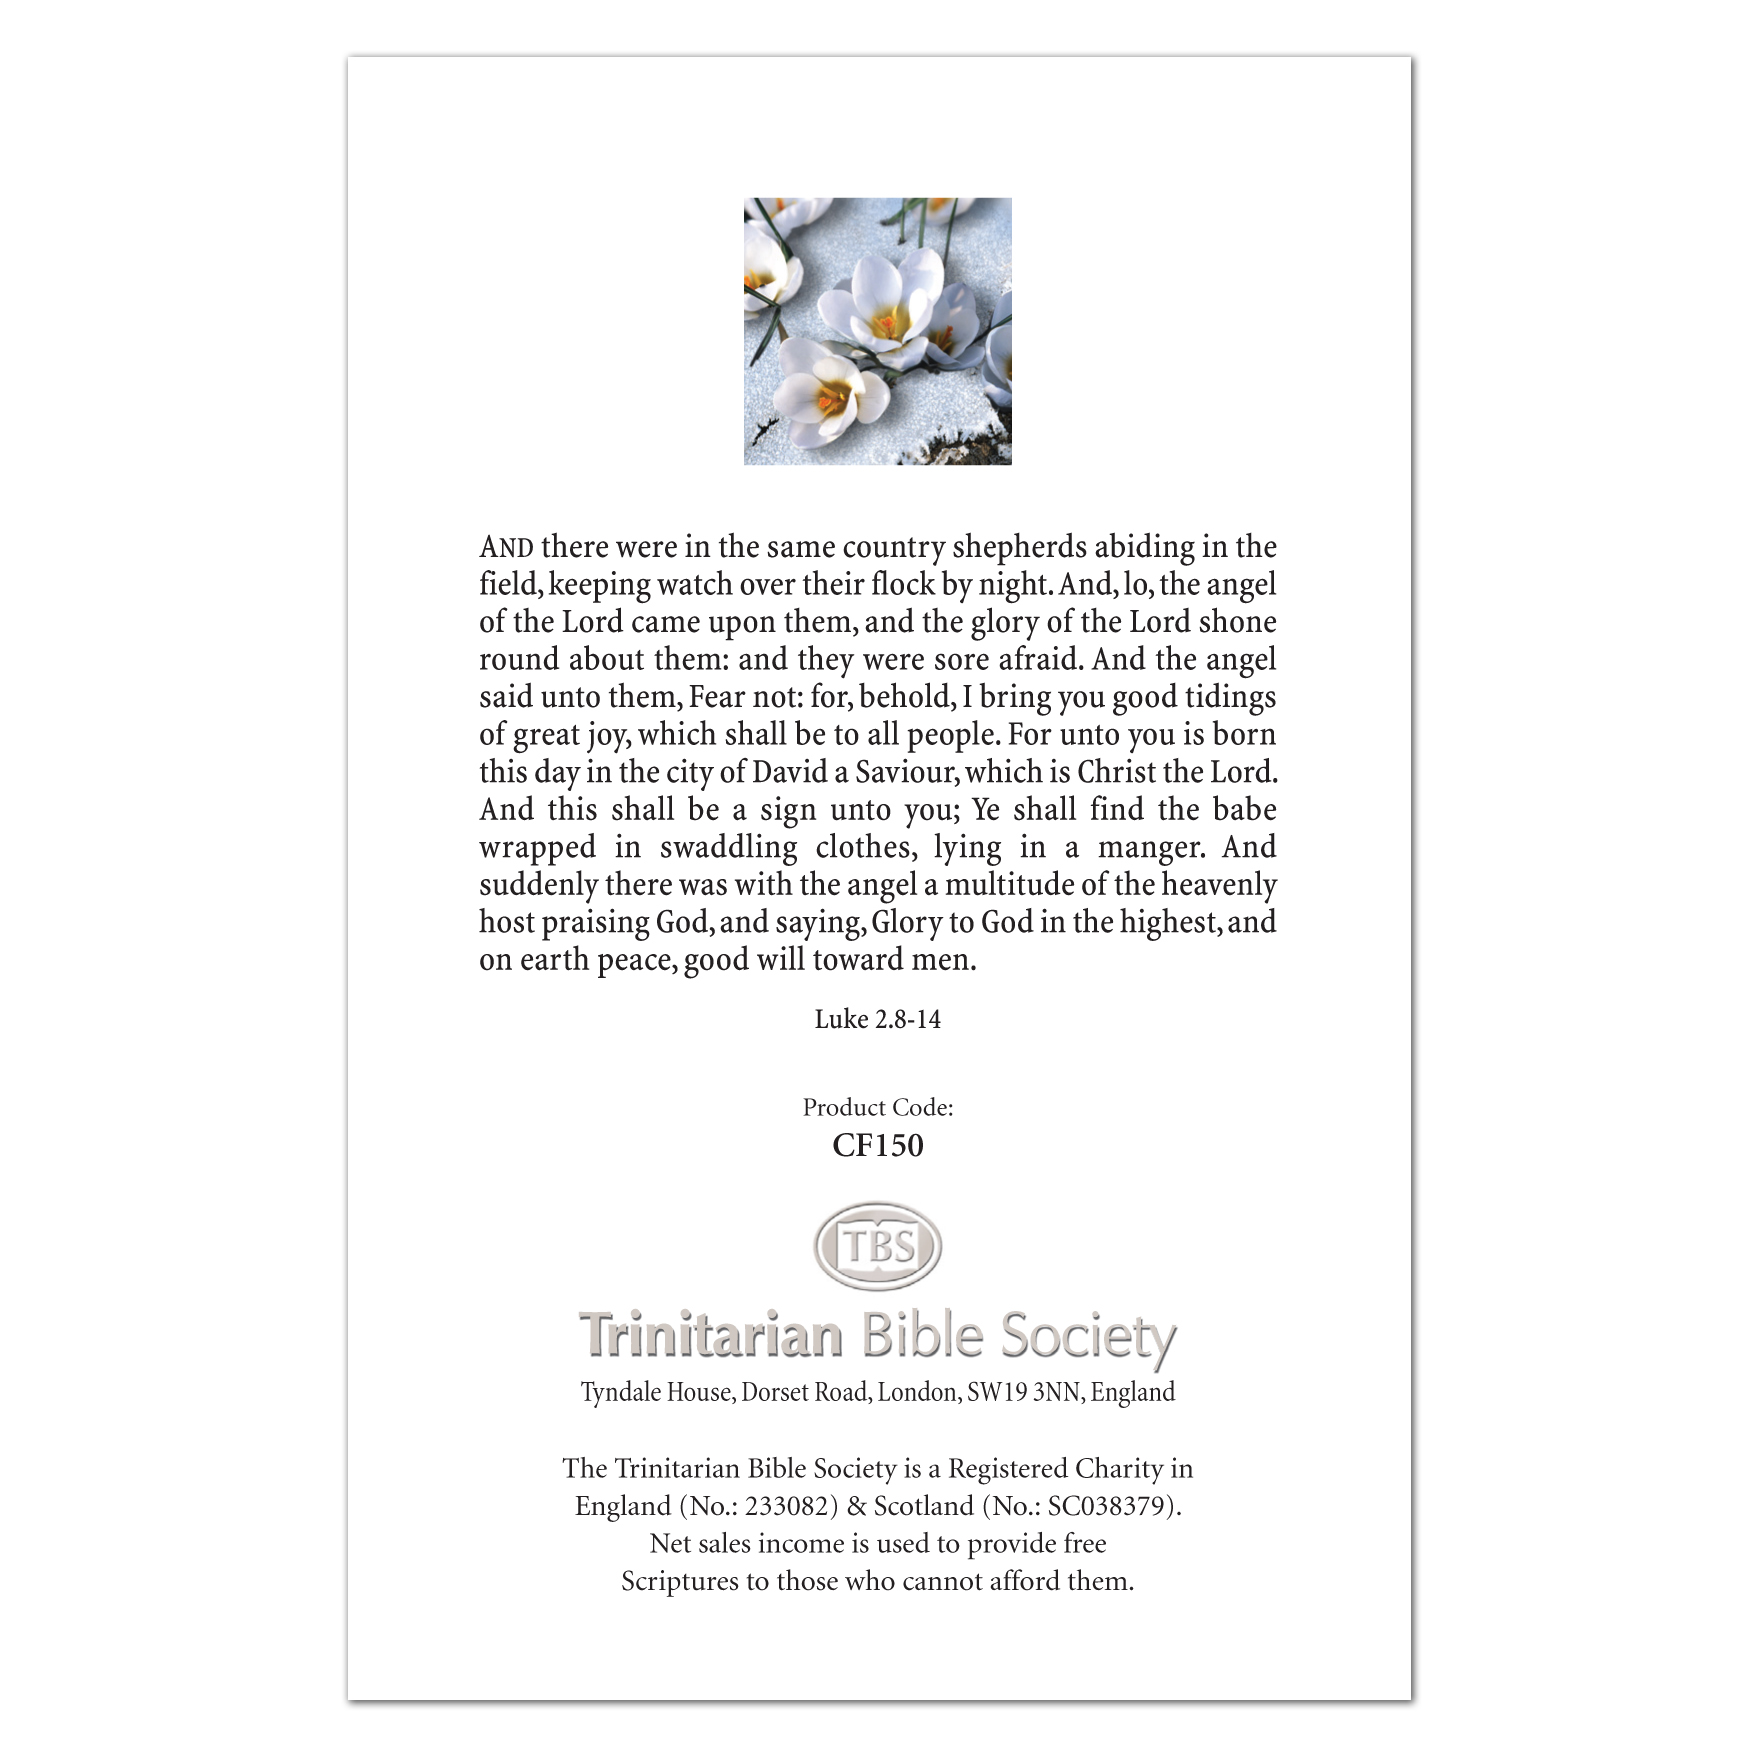 AND there were in the same country shepherds abiding in the
field, keeping watch over their flock by night. And, lo, the angel
of the Lord came upon them, and the glory of the Lord shone
round about them: and they were sore afraid. And the angel
said unto them, Fear not: for, behold, I bring you good tidings
of great joy, which shall be to all people. For unto you is born
this day in the city of David a Saviour, which is Christ the Lord.
And this shall be a sign unto you; Ye shall find the babe
wrapped in swaddling clothes, lying in a manger. And
suddenly there was with the angel a multitude of the heavenly
host praising God, and saying, Glory to God in the highest, and
on earth peace, good will toward men.
Luke 2.8-14
Product Code:
CF150
TBS
Trinitarian Bible Society
Tyndale House, Dorset Road, London, SW19 3NN, England
The Trinitarian Bible Society is a Registered Charity in
England (No.: 233082) & Scotland (No.: SC038379).
Net sales income is used to provide free
Scriptures to those who cannot afford them.